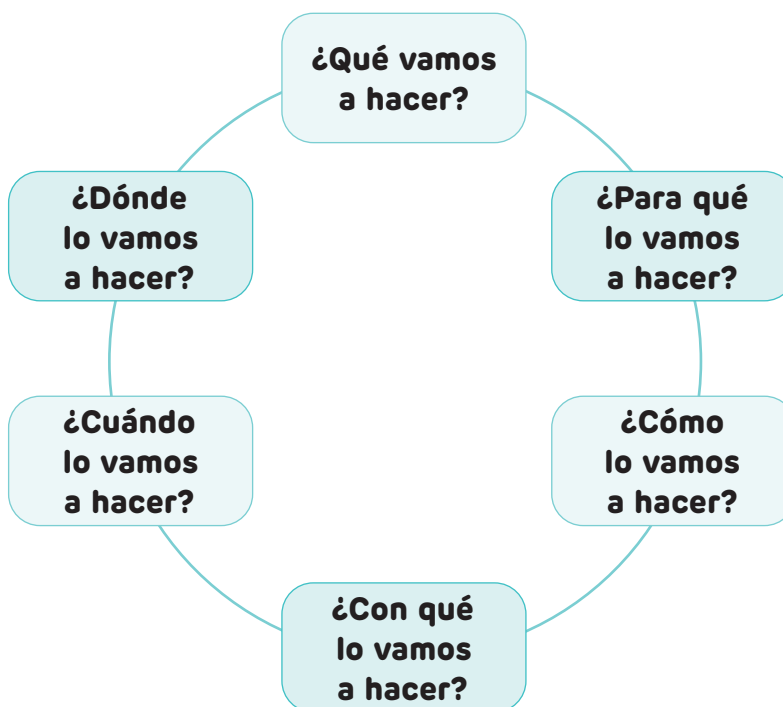 ¿Qué vamos
a hacer?
¿Para qué
lo vamos
a hacer?
¿Cómo
lo vamos
a hacer?
¿Con qué
lo vamos
a hacer?
¿Cuándo
lo vamos
a hacer?
¿Dónde
lo vamos
a hacer?